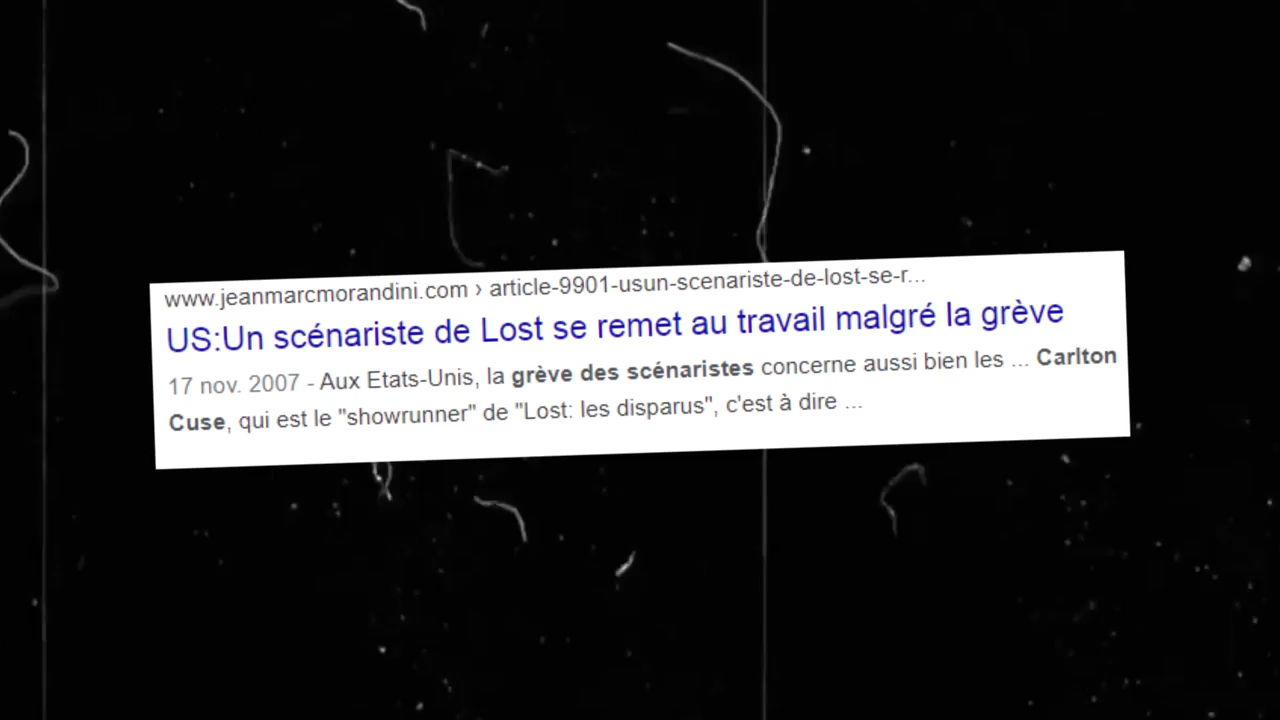 www.jeanmarcmorandini.com › article-9901-usun-scenariste-de-lost-se-r...
US:Un scénariste de Lost se remet au travail malgré la grève
17 nov. 2007 - Aux Etats-Unis, la grève des scénaristes concerne aussi bien les ... Carlton
Cuse, qui est le "showrunner" de "Lost: les disparus", c'est à dire ...